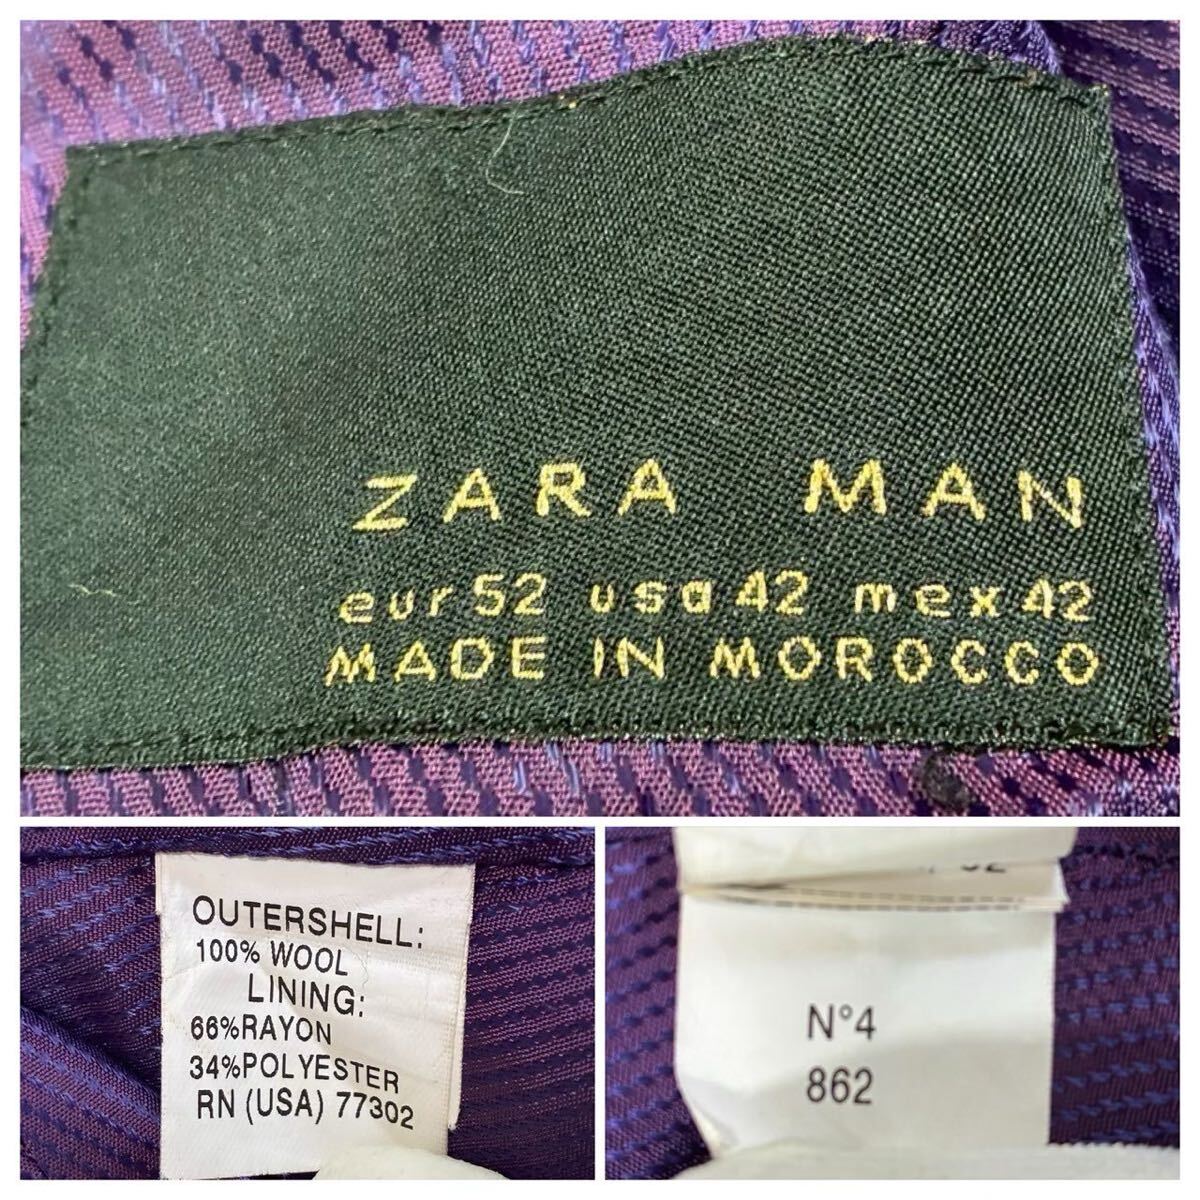 ZARA MAN
eur 52 usa 42 mex 42
MADE IN MOROCCO
OUTERSHELL:
100% WOOL
LINING:
66%RAYON
34%POLYESTER
RN (USA) 77302
N°4
862